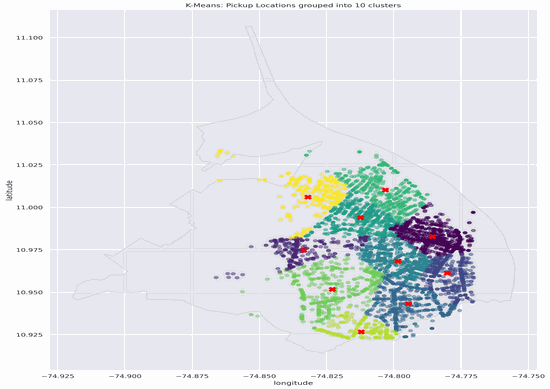 K-Means: Pickup Locations grouped into 10 clusters
11.100
11.075
11.050
11.025
11.000
10.975
10.950
10.925
latitude
−74.925 −74.900 −74.875 −74.850 −74.825 −74.800 −74.775 −74.750
longitude